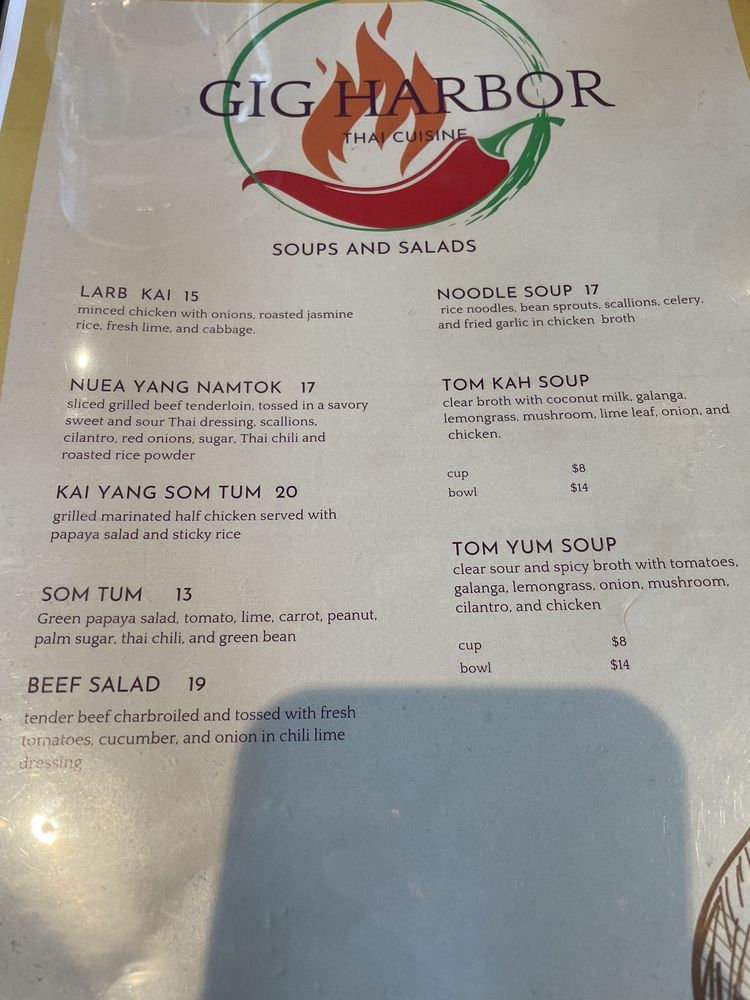 GIG HARBOR
THAI CUISINE
SOUPS AND SALADS
LARB KAI 15
minced chicken with onions, roasted jasmine
rice, fresh lime, and cabbage.
NUEA YANG NAMTOK 17
sliced grilled beef tenderloin, tossed in a savory
sweet and sour Thai dressing, scallions,
cilantro, red onions, sugar, Thai chili and
roasted rice powder
KAI YANG SOM TUM 20
grilled marinated half chicken served with
papaya salad and sticky rice
SOM TUM 13
Green papaya salad, tomato, lime, carrot, peanut,
palm sugar, thai chili, and green bean
BEEF SALAD 19
tender beef charbroiled and tossed with fresh
tomatoes, cucumber, and onion in chili lime
dressing
NOODLE SOUP 17
rice noodles, bean sprouts, scallions, celery,
and fried garlic in chicken broth
TOM KAH SOUP
clear broth with coconut milk, galanga,
lemongrass, mushroom, lime leaf, onion, and
chicken.
cup $8
bowl $14
TOM YUM SOUP
clear sour and spicy broth with tomatoes,
galanga, lemongrass, onion, mushroom,
cilantro, and chicken
cup $8
bowl $14